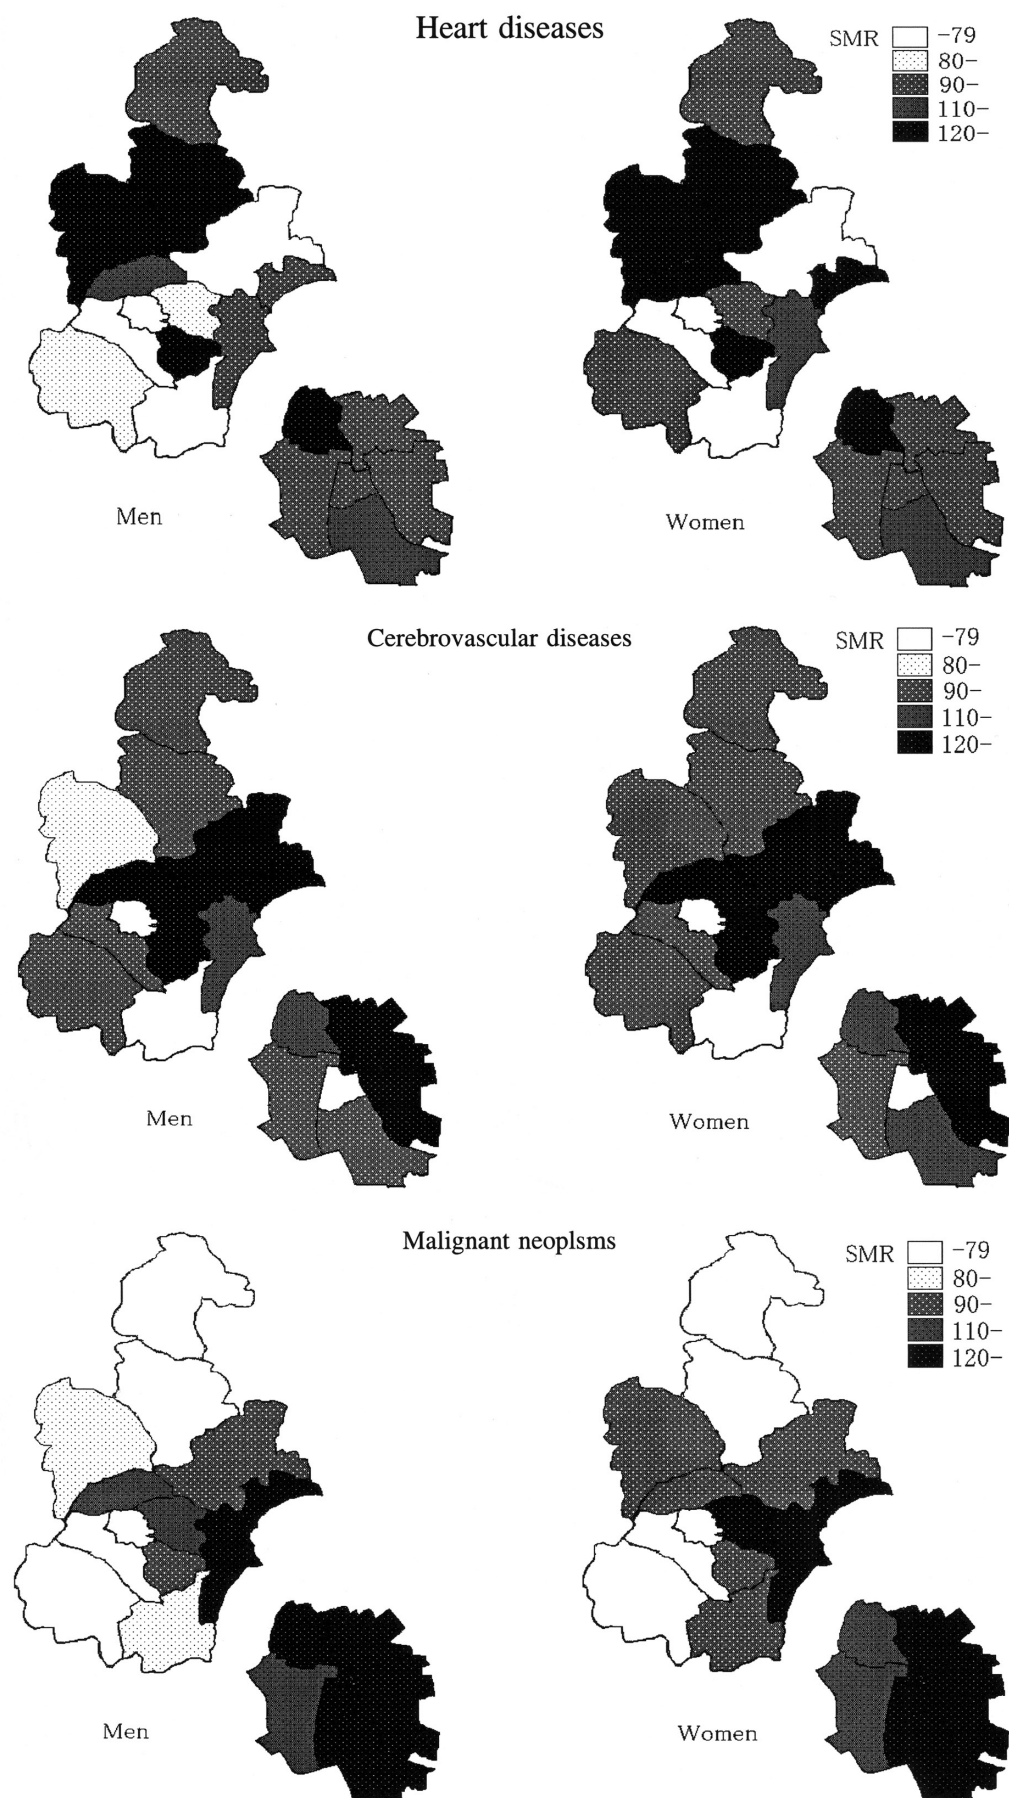 Heart diseases
SMR -79
80-
90-
110-
120-
Men
Women
Cerebrovascular diseases
SMR -79
80-
90-
110-
120-
Men
Women
Malignant neoplsms
SMR -79
80-
90-
110-
120-
Men
Women